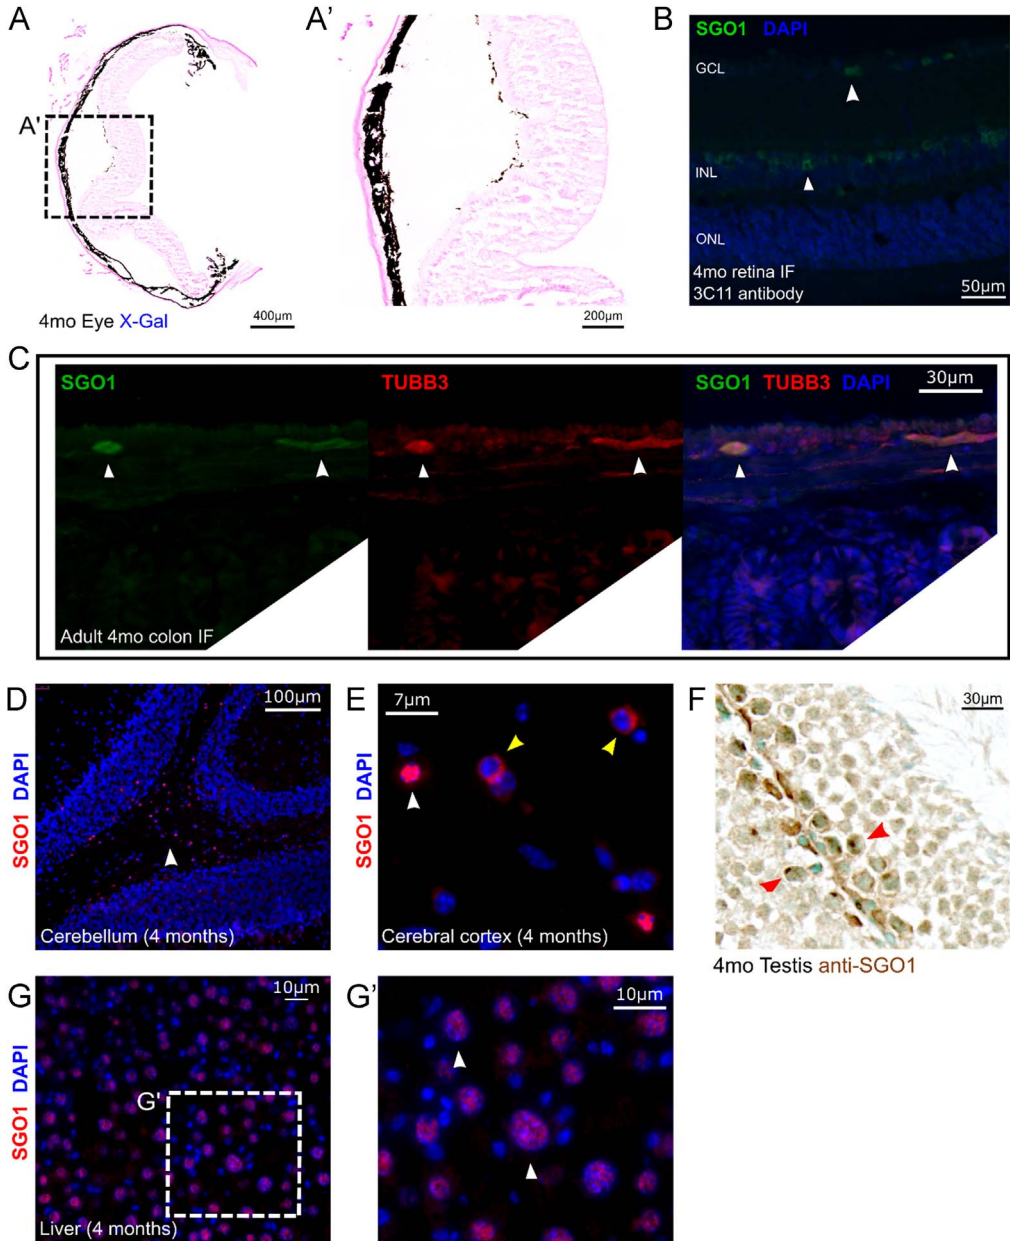 A
A'
4mo Eye X-Gal
400µm
A'
200µm
B
SGO1 DAPI
GCL
INL
ONL
4mo retina IF
3C11 antibody
50µm
C
SGO1
TUBB3
SGO1 TUBB3 DAPI
30µm
Adult 4mo colon IF
D
SGO1 DAPI
100µm
Cerebellum (4 months)
E
SGO1 DAPI
7µm
Cerebral cortex (4 months)
F
30µm
4mo Testis anti-SGO1
G
SGO1 DAPI
10µm
G'
Liver (4 months)
G'
10µm